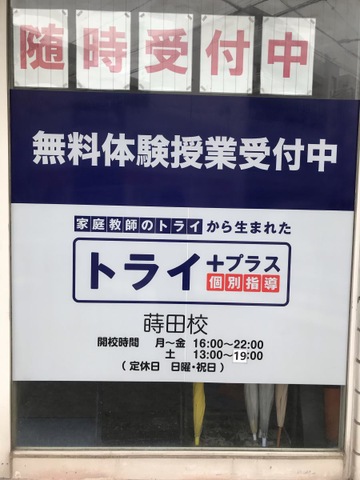 随時受付中
無料体験授業受付中
家庭教師のトライから生まれた
トライ+プラス
個別指導
蒔田校
開校時間 月〜金 16:00〜22:00
土 13:00〜19:00
(定休日 日曜・祝日)